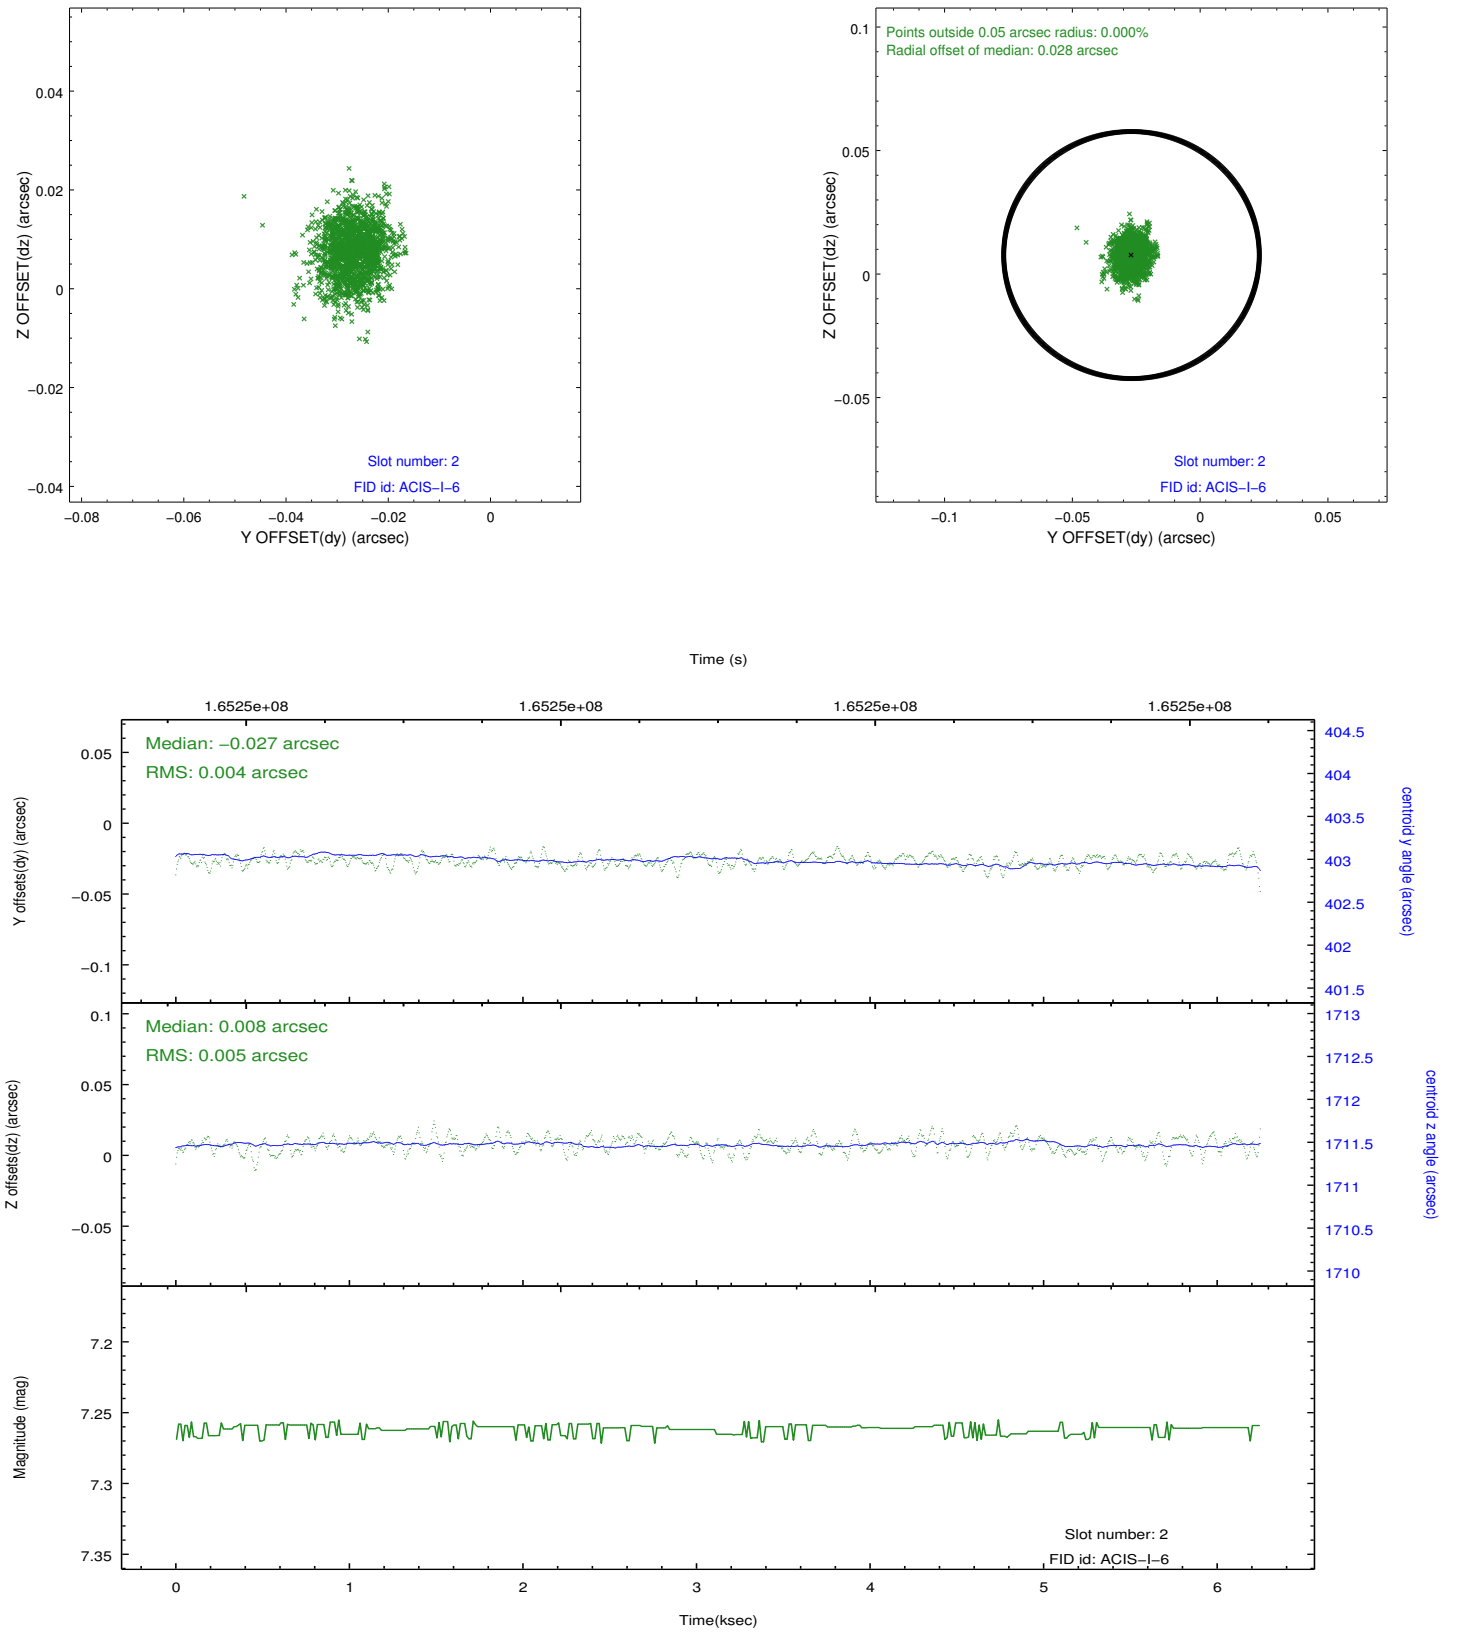 0.04
0.02
0
−0.02
−0.04
Z OFFSET(dz) (arcsec)
Slot number: 2
FID id: ACIS−I−6
−0.08
−0.06
−0.04
−0.02
0
Y OFFSET(dy) (arcsec)
Points outside 0.05 arcsec radius: 0.000%
Radial offset of median: 0.028 arcsec
0.1
0.05
0
−0.05
Z OFFSET(dz) (arcsec)
Slot number: 2
FID id: ACIS−I−6
−0.1
−0.05
0
0.05
Y OFFSET(dy) (arcsec)
Time (s)
1.6525e+08
1.6525e+08
1.6525e+08
1.6525e+08
Median: −0.027 arcsec
RMS: 0.004 arcsec
0.05
0
−0.05
−0.1
Y offsets(dy) (arcsec)
404.5
404
403.5
403
402.5
402
401.5
centroid y angle (arcsec)
Median: 0.008 arcsec
RMS: 0.005 arcsec
0.1
0.05
0
−0.05
Z offsets(dz) (arcsec)
1713
1712.5
1712
1711.5
1711
1710.5
1710
centroid z angle (arcsec)
7.2
7.25
7.3
7.35
Magnitude (mag)
Slot number: 2
FID id: ACIS−I−6
0
1
2
3
4
5
6
Time(ksec)